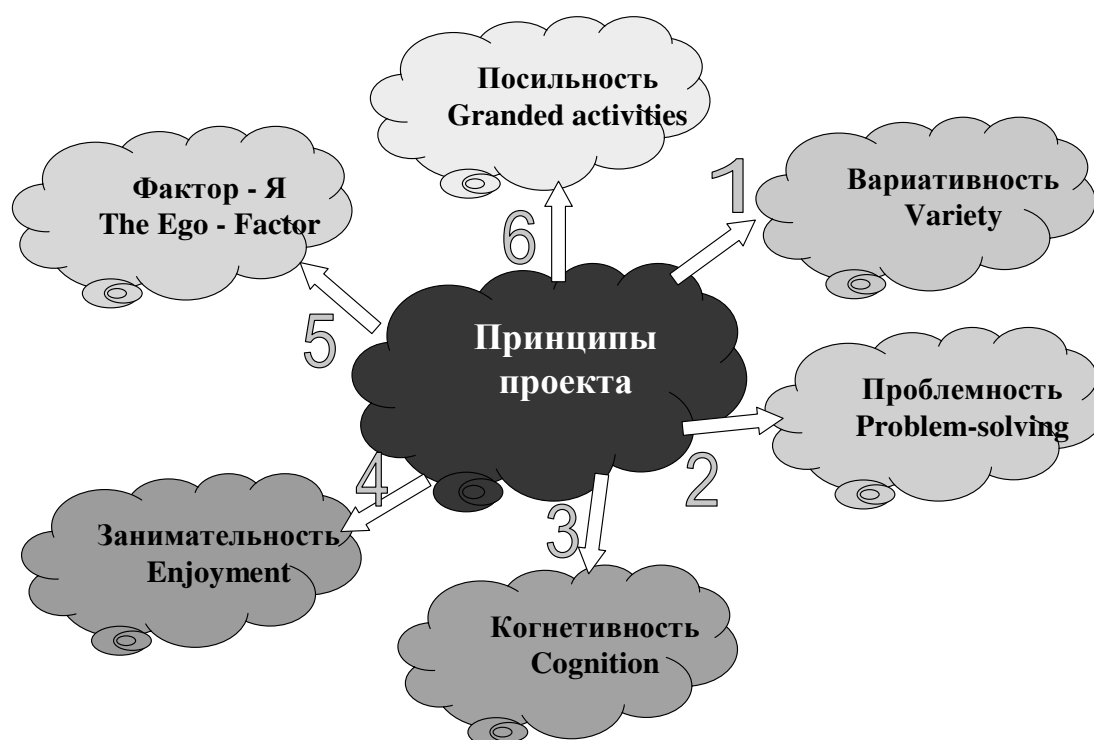 Посильность
Granded activities
Фактор - Я
The Ego - Factor
1
Вариативность
Variety
6
5
Принципы
проекта
Проблемность
Problem-solving
4
2
3
Занимательность
Enjoyment
Когнетивность
Cognition